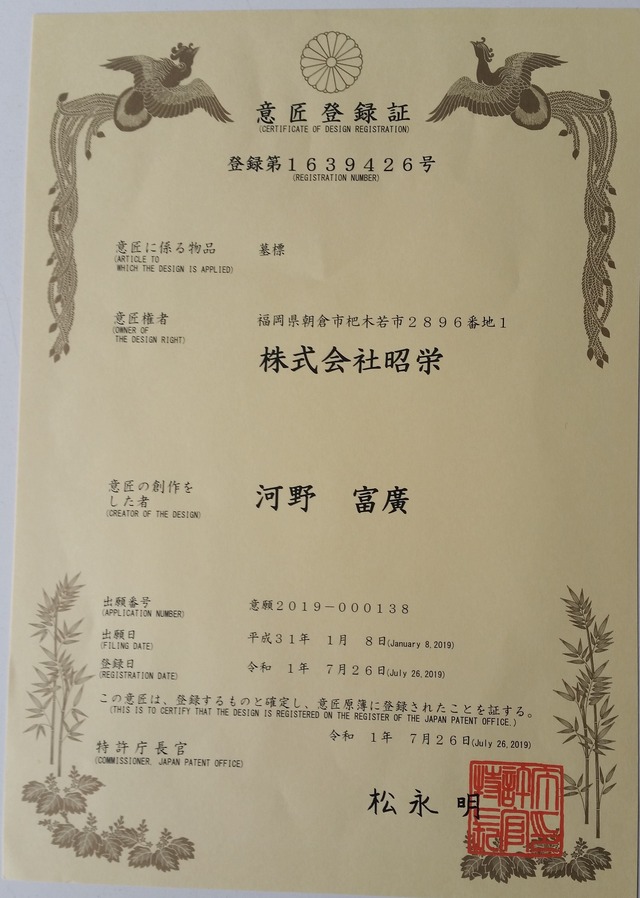 意匠登録証
(CERTIFICATE OF DESIGN REGISTRATION)
登録第1639426号
(REGISTRATION NUMBER)
意匠に係る物品 墓標
(ARTICLE TO
WHICH THE DESIGN IS APPLIED)
意匠権者 福岡県朝倉市杷木若市2896番地1
(OWNER OF
THE DESIGN RIGHT)
株式会社昭栄
意匠の創作を
した者
(CREATOR OF THE DESIGN)
河野 富廣
出願番号 意願2019-000138
(APPLICATION NUMBER)
出願日 平成31年 1月 8日(January 8,2019)
(FILING DATE)
登録日 令和 1年 7月26日(July 26,2019)
(REGISTRATION DATE)
この意匠は、登録するものと確定し、意匠原簿に登録されたことを証する。
(THIS IS TO CERTIFY THAT THE DESIGN IS REGISTERED ON THE REGISTER OF THE JAPAN PATENT OFFICE.)
令和 1年 7月26日(July 26,2019)
特許庁長官
(COMMISSIONER, JAPAN PATENT OFFICE)
松永 明